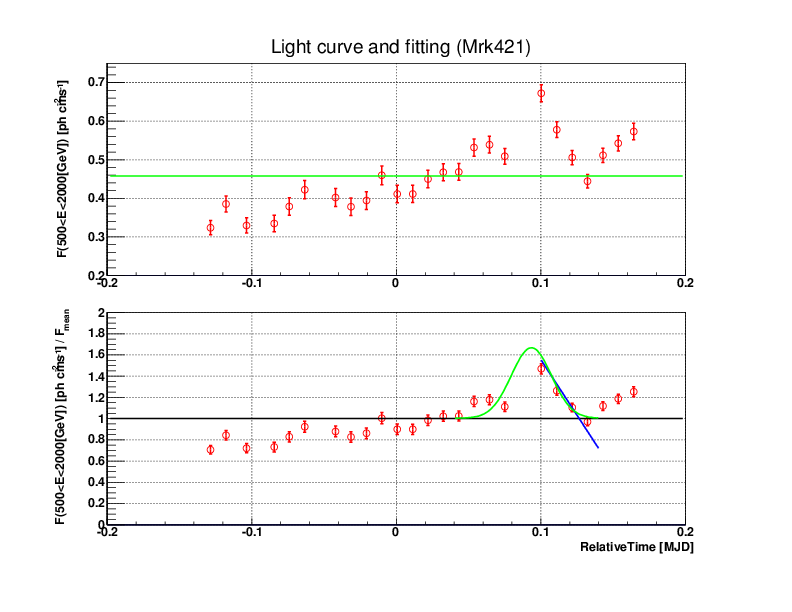 Light curve and fitting (Mrk421)
F(500<E<2000[GeV]) [ph cm⁻²s⁻¹]
0.7
0.6
0.5
0.4
0.3
0.2
-0.2 -0.1 0 0.1 0.2
F(500<E<2000[GeV]) [ph cm⁻²s⁻¹] / Fmean
2
1.8
1.6
1.4
1.2
1
0.8
0.6
0.4
0.2
0
-0.2 -0.1 0 0.1 0.2
RelativeTime [MJD]